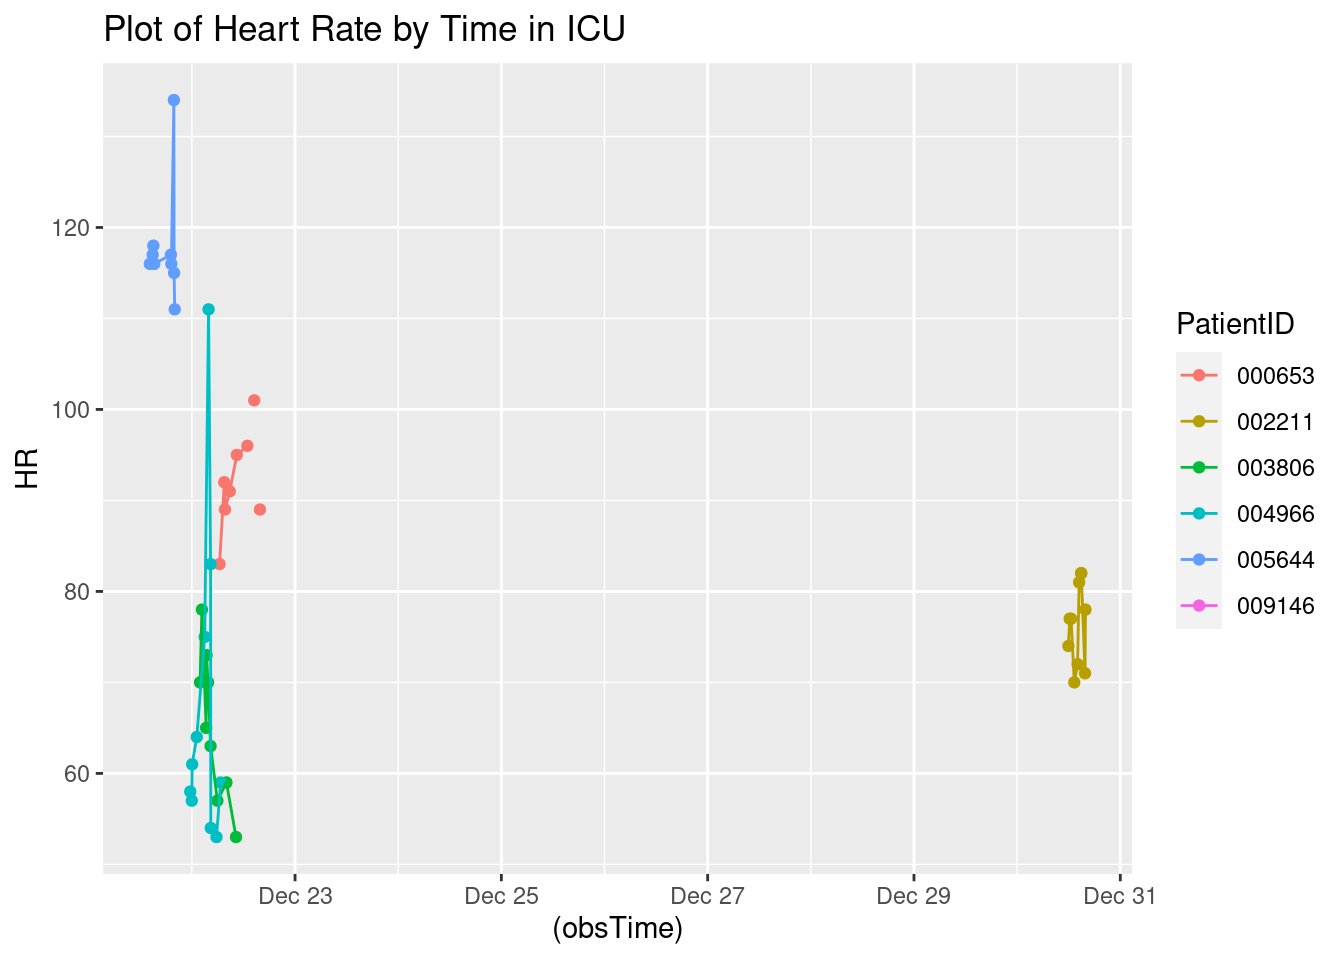 Plot of Heart Rate by Time in ICU
HR
120
100
80
60
Dec 23
Dec 25
Dec 27
Dec 29
Dec 31
(obsTime)
PatientID
000653
002211
003806
004966
005644
009146